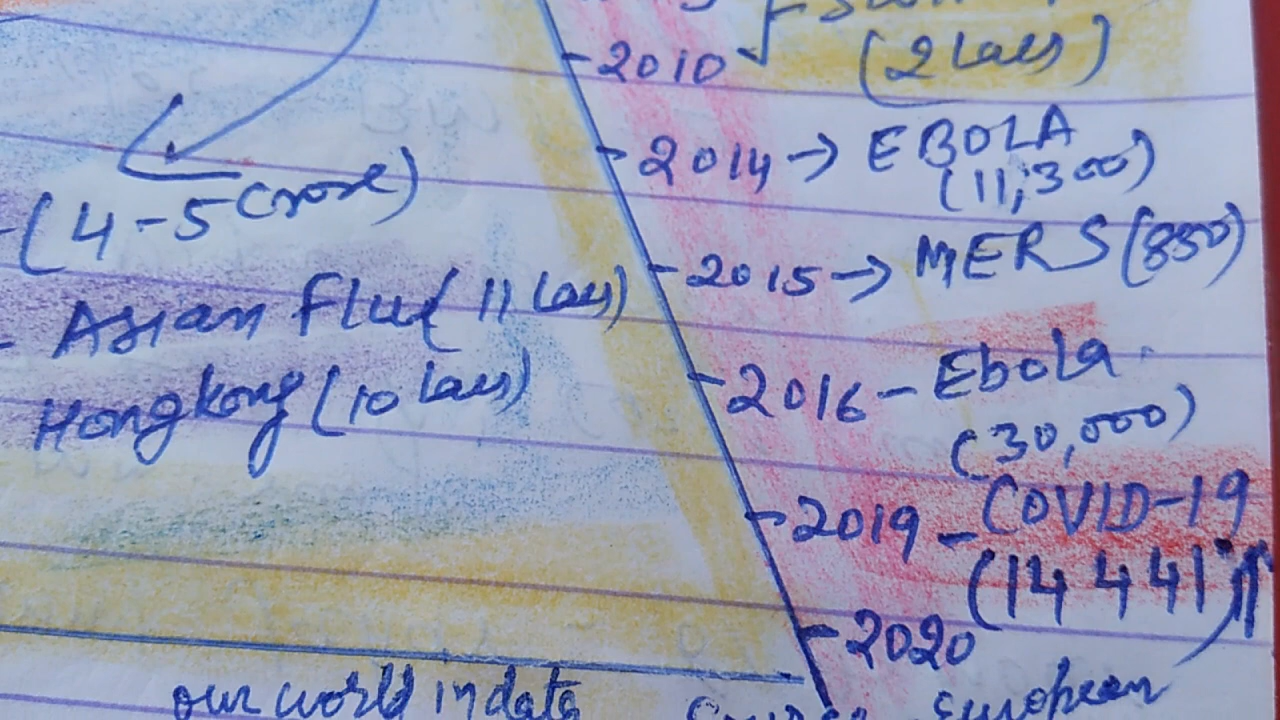 2010
(2 Lacs)
2014 → EBOLA
(11,300)
(4-5 Crore)
2015 → MERS (850)
- Asian Flu (11 Lacs)
2016 - Ebola
(30,000)
Hongkong (10 Lacs)
2019 - COVID-19
(14441)
2020
our world in data
European